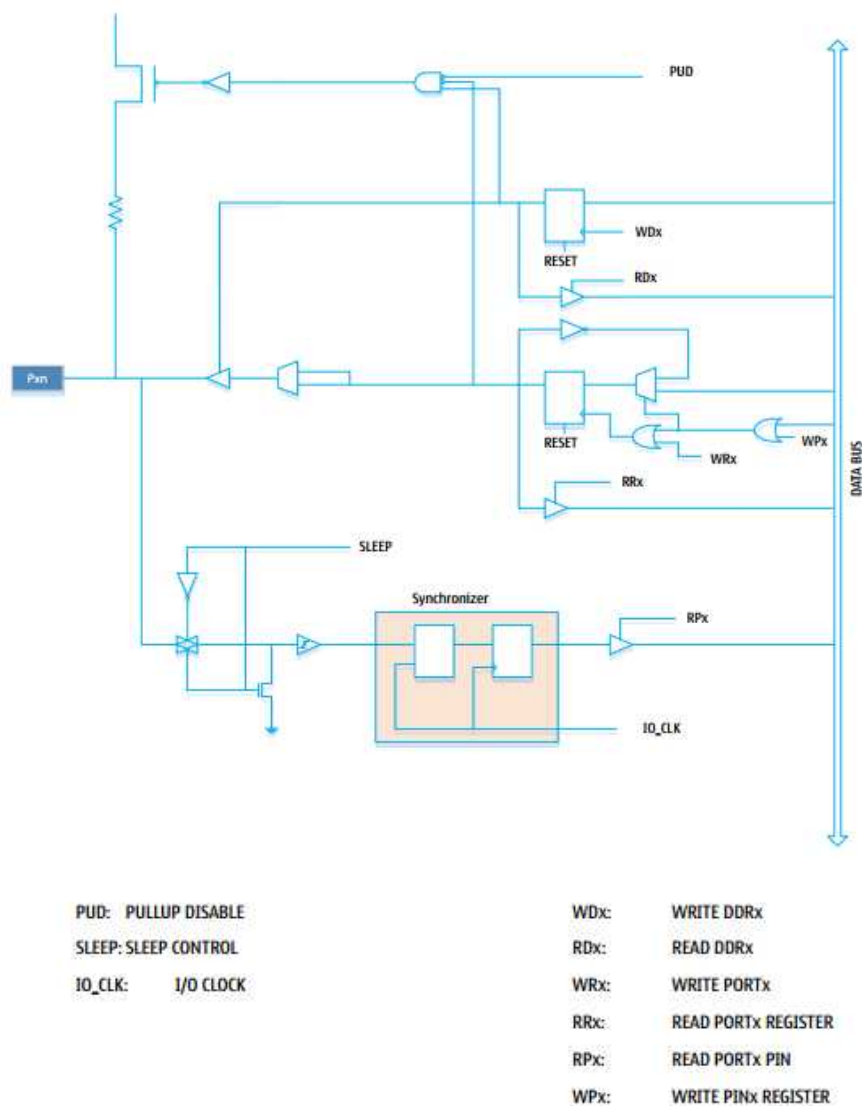 PUD
WDx
RESET
RDx
Pxn
RESET
WPx
WRx
DATA BUS
RRx
SLEEP
Synchronizer
RPx
IO_CLK
PUD: PULLUP DISABLE
SLEEP: SLEEP CONTROL
IO_CLK: I/O CLOCK
WDx: WRITE DDRx
RDx: READ DDRx
WRx: WRITE PORTx
RRx: READ PORTx REGISTER
RPx: READ PORTx PIN
WPx: WRITE PINx REGISTER